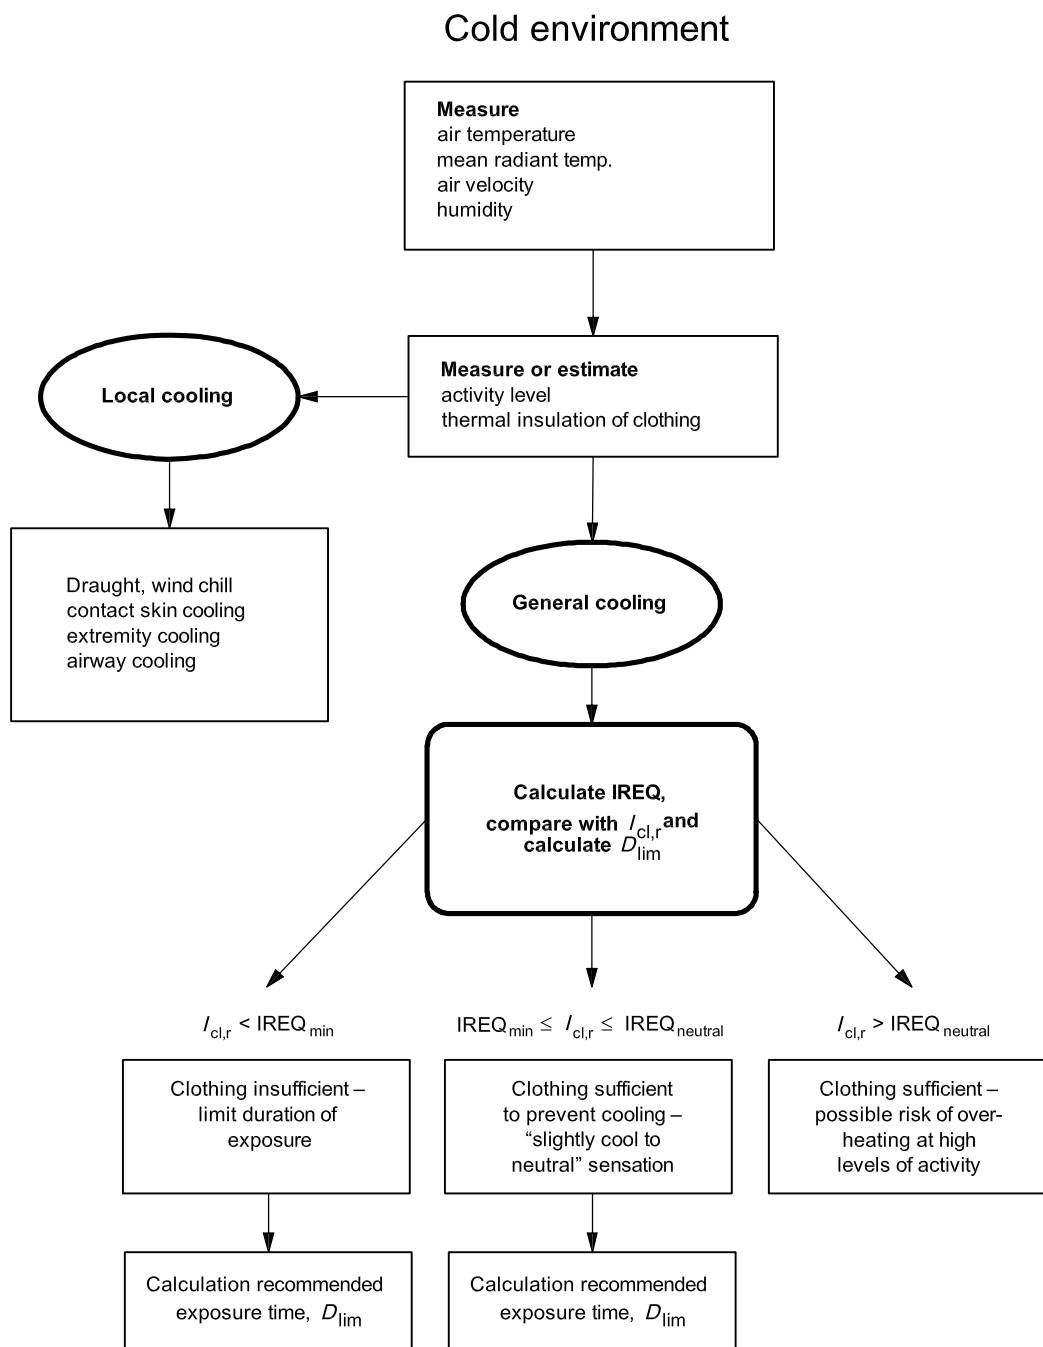 Cold environment
Measure
air temperature
mean radiant temp.
air velocity
humidity
Measure or estimate
activity level
thermal insulation of clothing
Local cooling
Draught, wind chill
contact skin cooling
extremity cooling
airway cooling
General cooling
Calculate IREQ,
compare with Icl,r and
calculate Dlim
Icl,r < IREQmin
Clothing insufficient –
limit duration of
exposure
Calculation recommended
exposure time, Dlim
IREQmin ≤ Icl,r ≤ IREQneutral
Clothing sufficient
to prevent cooling –
“slightly cool to
neutral” sensation
Calculation recommended
exposure time, Dlim
Icl,r > IREQneutral
Clothing sufficient –
possible risk of over-
heating at high
levels of activity